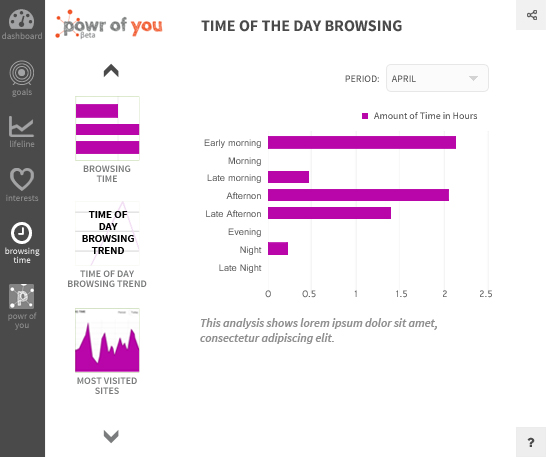 dashboard
goals
lifeline
interests
browsing
time
powr of
you
powr of you
βeta
BROWSING
TIME
TIME OF
DAY
BROWSING
TREND
TIME OF DAY
BROWSING TREND
MOST VISITED
SITES
TIME OF THE DAY BROWSING
PERIOD: APRIL
Amount of Time in Hours
Early morning
Morning
Late morning
Afternon
Late Afternon
Evening
Night
Late Night
0 0.5 1 1.5 2 2.5
This analysis shows lorem ipsum dolor sit amet,
consectetur adipiscing elit.
?